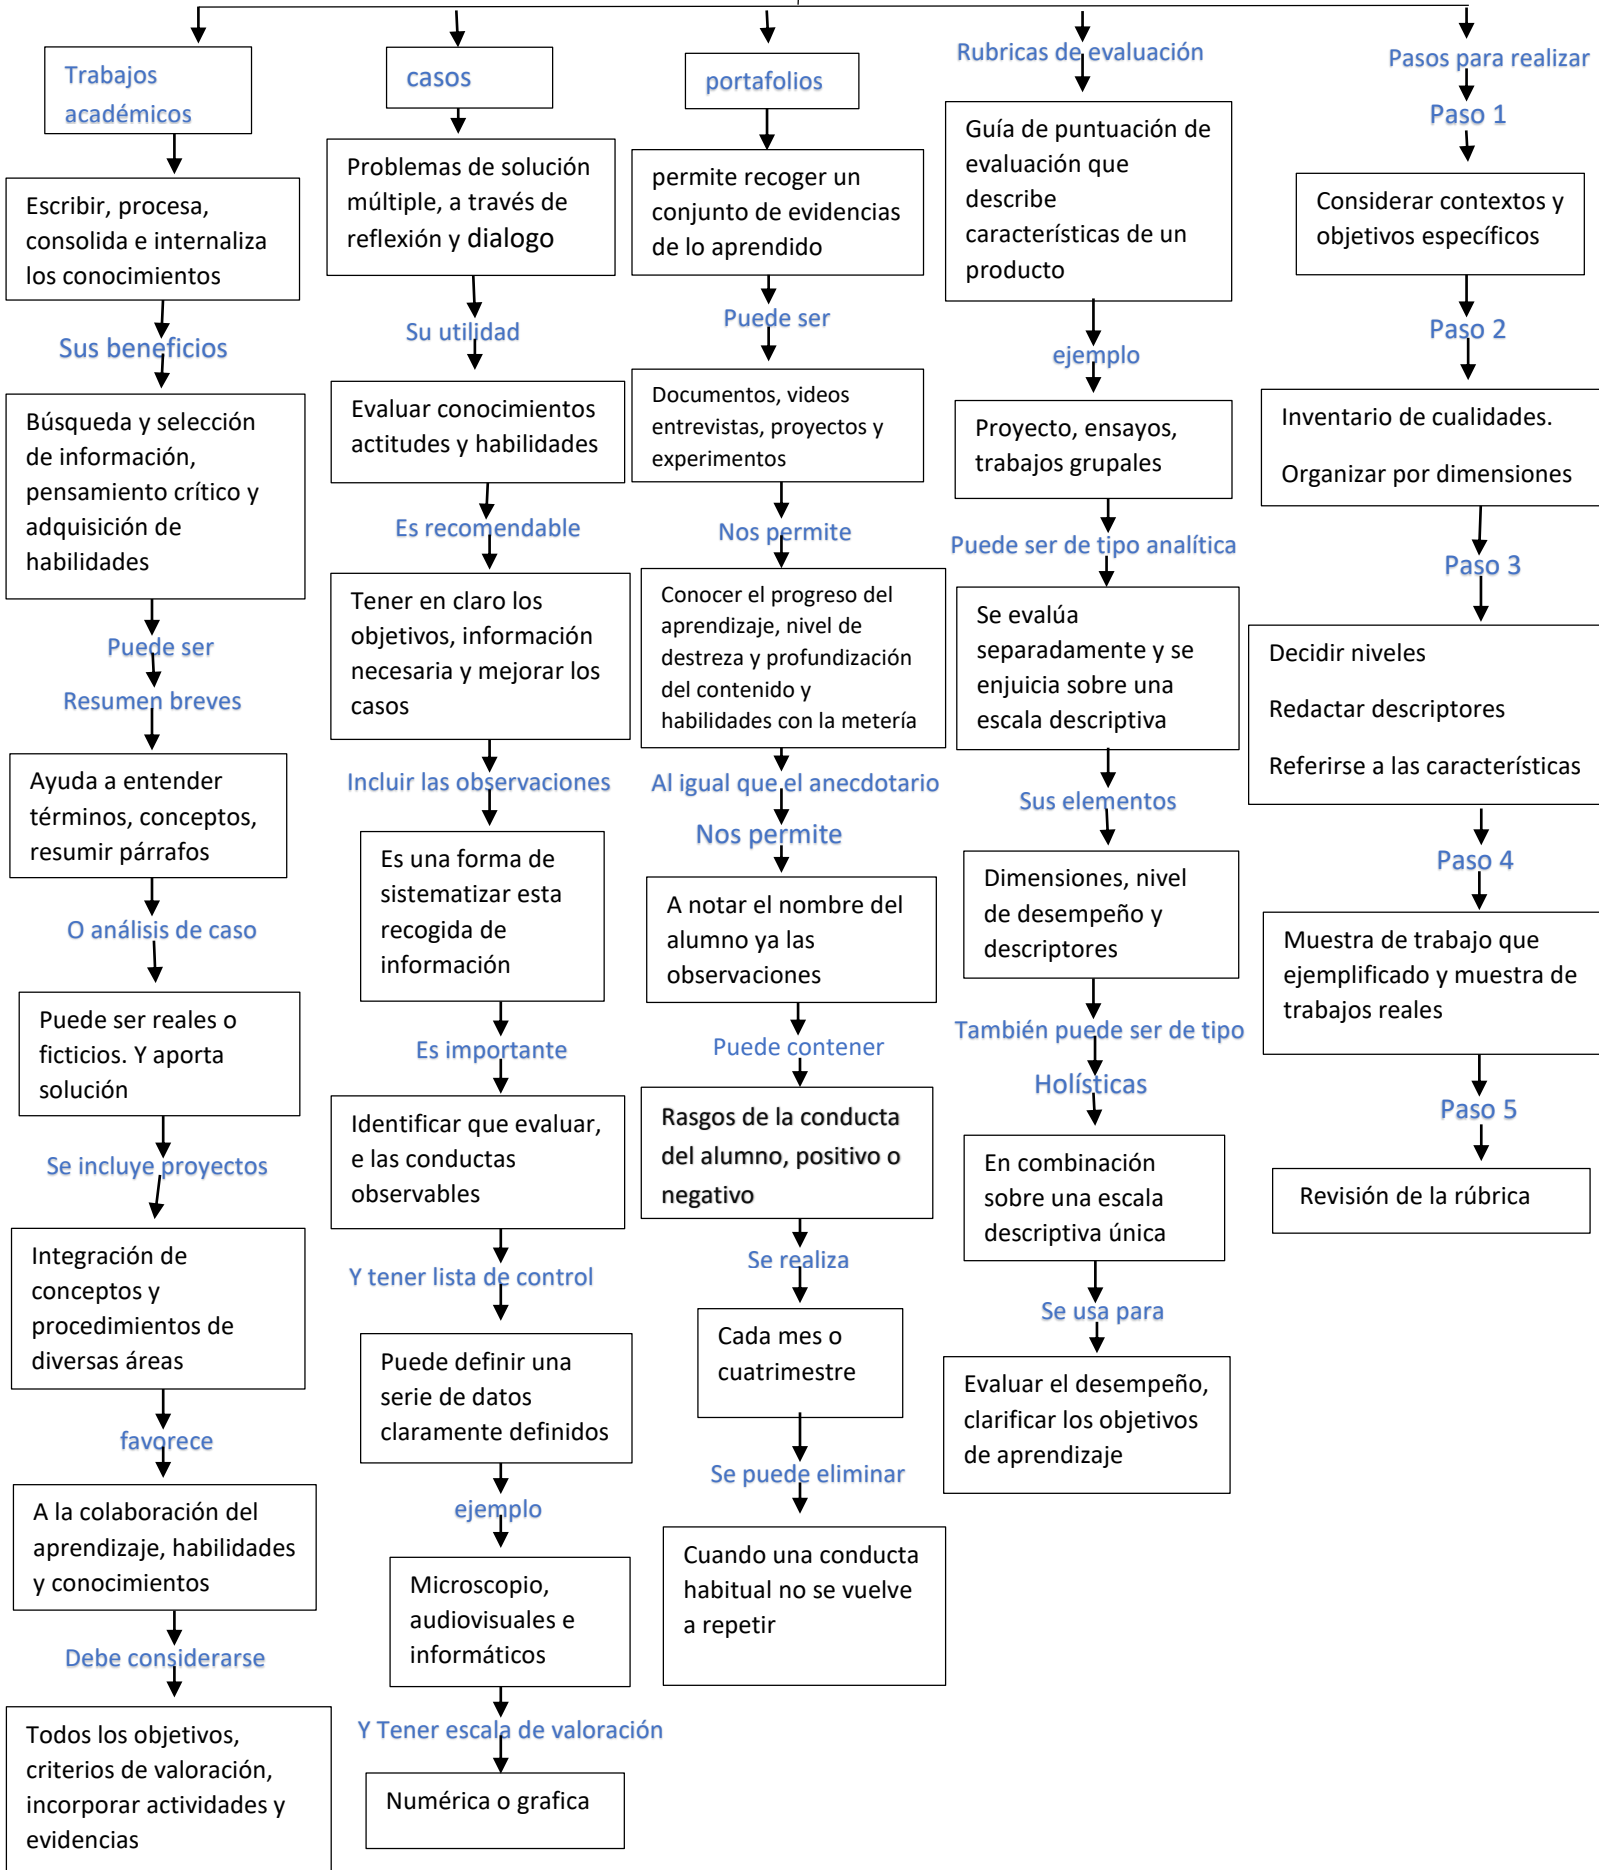 Trabajos
académicos
Escribir, procesa,
consolida e internaliza
los conocimientos
Sus beneficios
Búsqueda y selección
de información,
pensamiento crítico y
adquisición de
habilidades
Puede ser
Resumen breves
Ayuda a entender
términos, conceptos,
resumir párrafos
O análisis de caso
Puede ser reales o
ficticios. Y aporta
solución
Se incluye proyectos
Integración de
conceptos y
procedimientos de
diversas áreas
favorece
A la colaboración del
aprendizaje, habilidades
y conocimientos
Debe considerarse
Todos los objetivos,
criterios de valoración,
incorporar actividades y
evidencias
casos
Problemas de solución
múltiple, a través de
reflexión y dialogo
Su utilidad
Evaluar conocimientos
actitudes y habilidades
Es recomendable
Tener en claro los
objetivos, información
necesaria y mejorar los
casos
Incluir las observaciones
Es una forma de
sistematizar esta
recogida de
información
Es importante
Identificar que evaluar,
e las conductas
observables
Y tener lista de control
Puede definir una
serie de datos
claramente definidos
ejemplo
Microscopio,
audiovisuales e
informáticos
Y Tener escala de valoración
Numérica o grafica
portafolios
permite recoger un
conjunto de evidencias
de lo aprendido
Puede ser
Documentos, videos
entrevistas, proyectos y
experimentos
Nos permite
Conocer el progreso del
aprendizaje, nivel de
destreza y profundización
del contenido y
habilidades con la metería
Al igual que el anecdotario
Nos permite
A notar el nombre del
alumno ya las
observaciones
Puede contener
Rasgos de la conducta
del alumno, positivo o
negativo
Se realiza
Cada mes o
cuatrimestre
Se puede eliminar
Cuando una conducta
habitual no se vuelve
a repetir
Rubricas de evaluación
Guía de puntuación de
evaluación que
describe
características de un
producto
ejemplo
Proyecto, ensayos,
trabajos grupales
Puede ser de tipo analítica
Se evalúa
separadamente y se
enjuicia sobre una
escala descriptiva
Sus elementos
Dimensiones, nivel
de desempeño y
descriptores
También puede ser de tipo
Holísticas
En combinación
sobre una escala
descriptiva única
Se usa para
Evaluar el desempeño,
clarificar los objetivos
de aprendizaje
Pasos para realizar
Paso 1
Considerar contextos y
objetivos específicos
Paso 2
Inventario de cualidades.
Organizar por dimensiones
Paso 3
Decidir niveles
Redactar descriptores
Referirse a las características
Paso 4
Muestra de trabajo que
ejemplificado y muestra de
trabajos reales
Paso 5
Revisión de la rúbrica